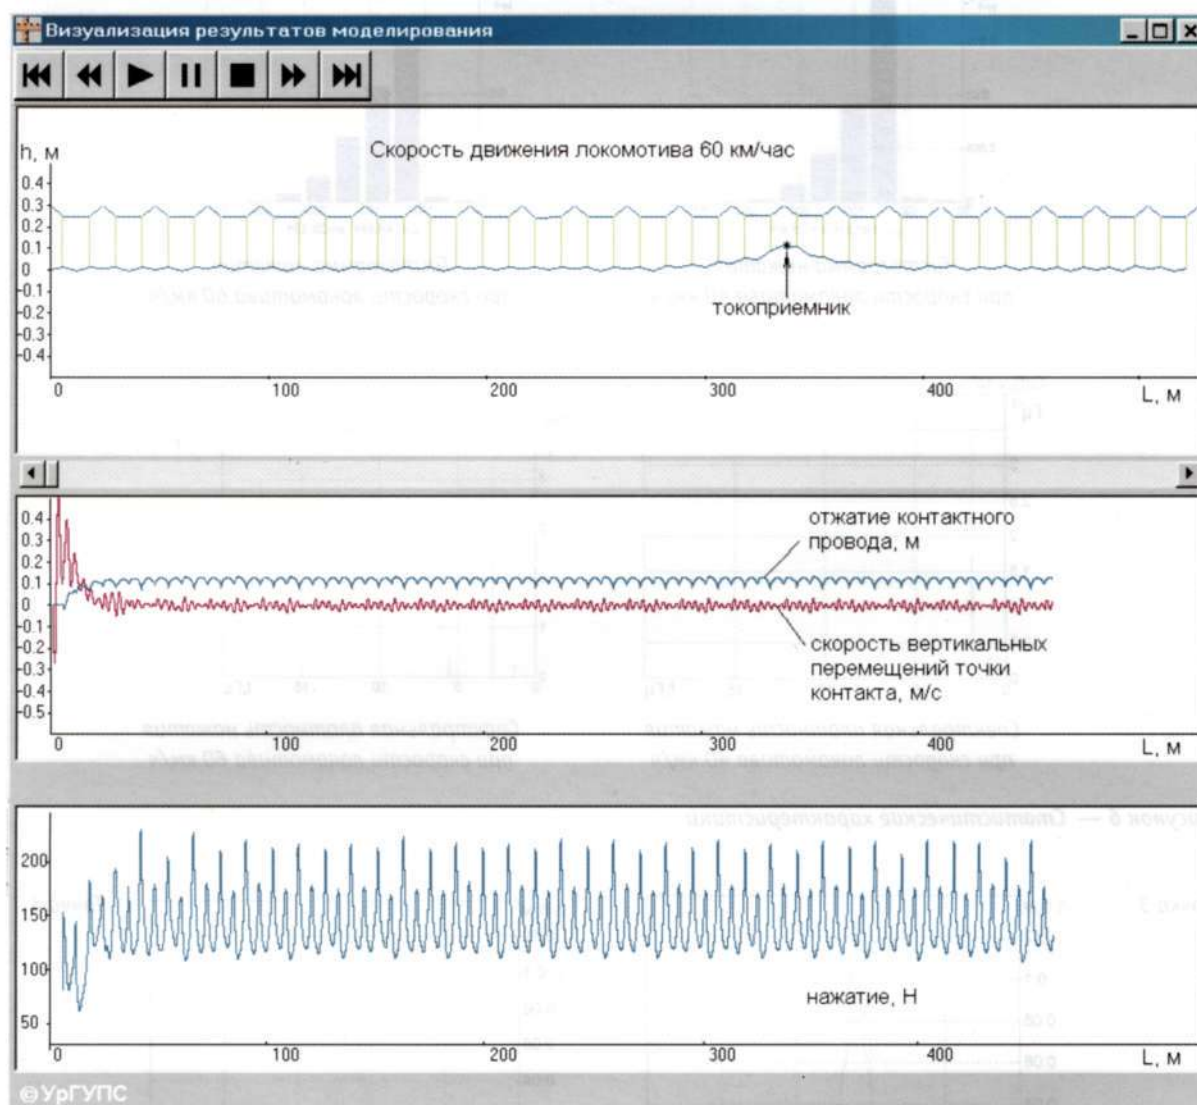 Визуализация результатов моделирования
h, м
Скорость движения локомотива 60 км/час
0.4
0.3
0.2
0.1
0
-0.1
-0.2
-0.3
-0.4
токоприемник
0 100 200 300 400 L, м
0.4
0.3
0.2
0.1
0
-0.1
-0.2
-0.3
-0.4
-0.5
отжатие контактного
провода, м
скорость вертикальных
перемещений точки
контакта, м/с
0 100 200 300 400 L, м
200
150
100
50
нажатие, Н
0 100 200 300 400 L, м
©УрГУПС